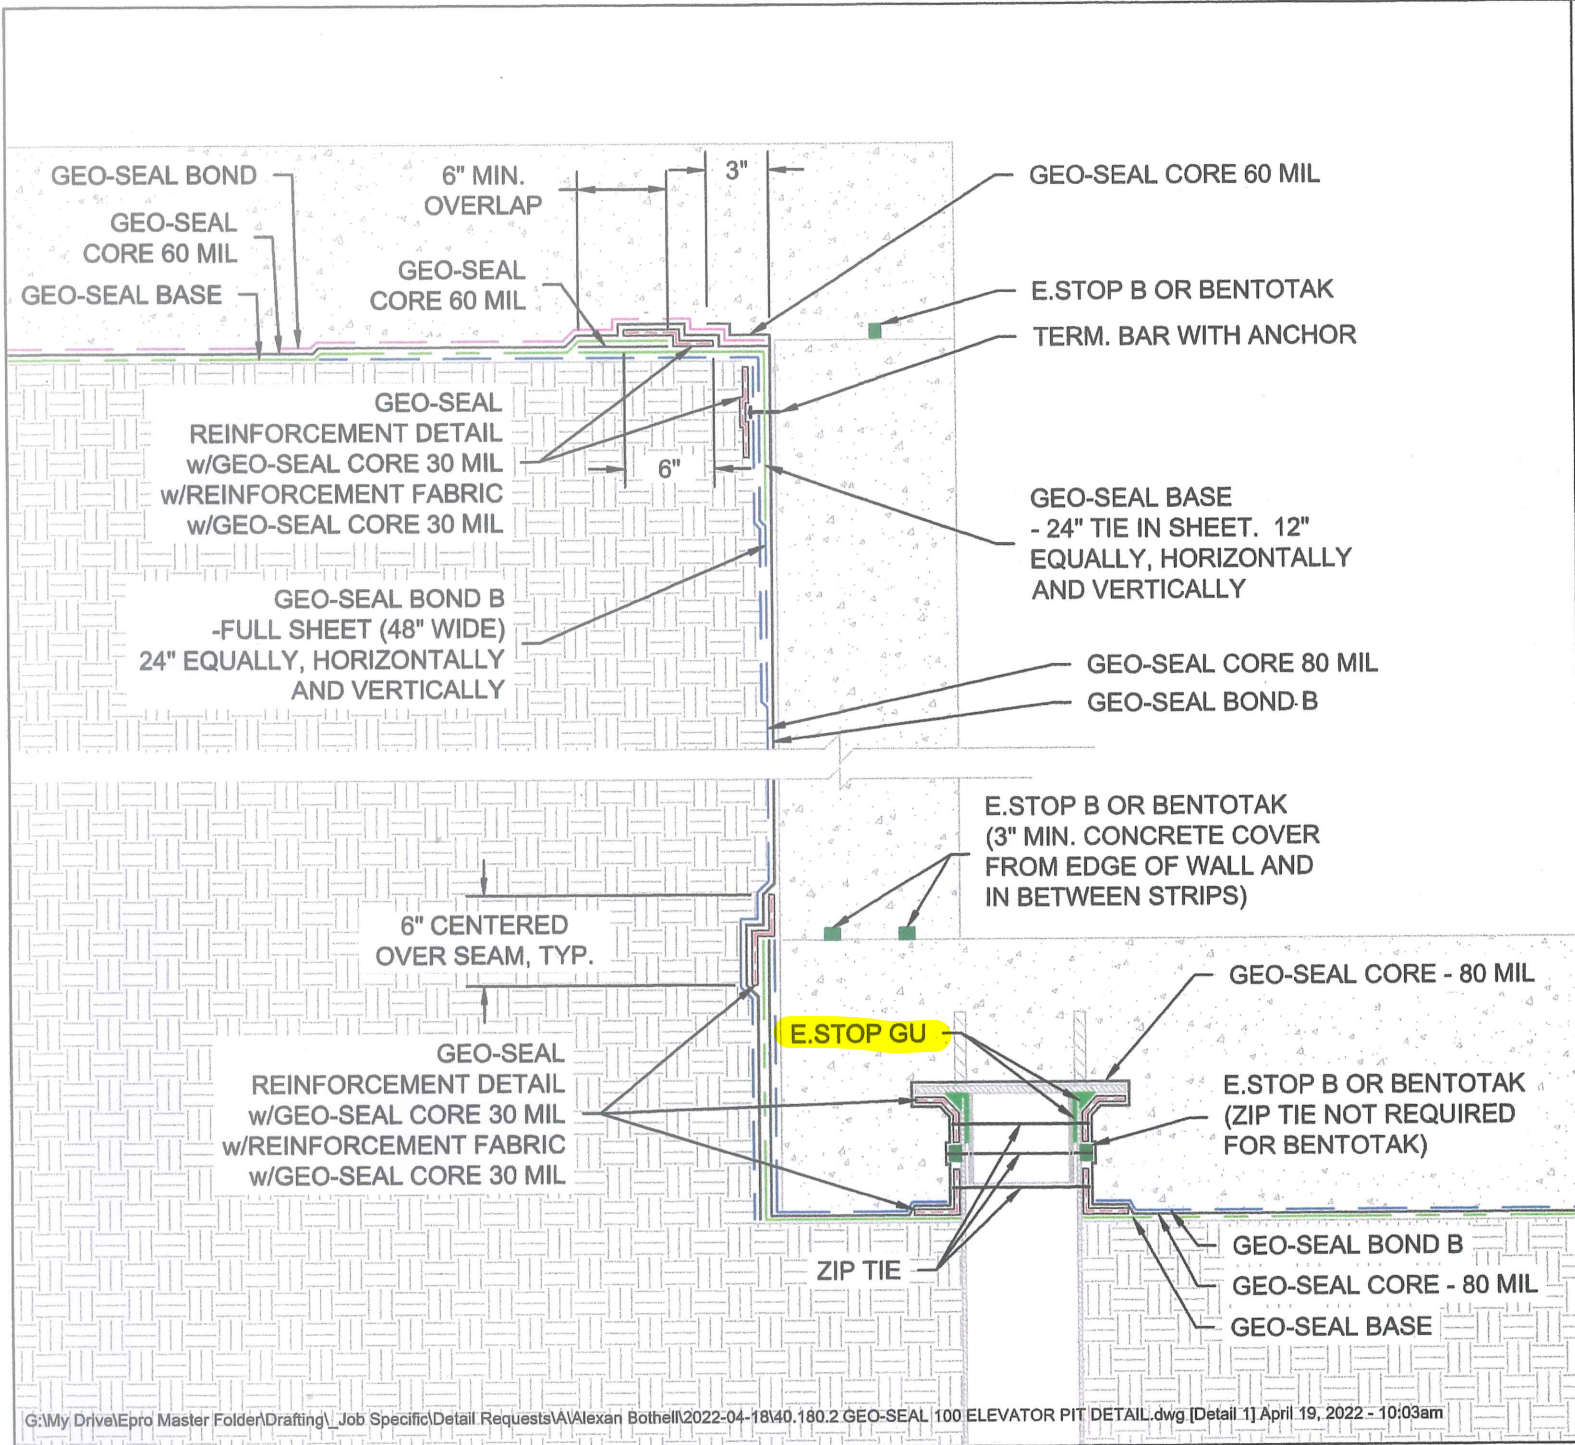 GEO-SEAL BOND
GEO-SEAL
CORE 60 MIL
GEO-SEAL BASE
6" MIN.
OVERLAP
3"
GEO-SEAL
CORE 60 MIL
GEO-SEAL CORE 60 MIL
E.STOP B OR BENTOTAK
TERM. BAR WITH ANCHOR
GEO-SEAL
REINFORCEMENT DETAIL
w/GEO-SEAL CORE 30 MIL
w/REINFORCEMENT FABRIC
w/GEO-SEAL CORE 30 MIL
6"
GEO-SEAL BASE
- 24" TIE IN SHEET. 12"
EQUALLY, HORIZONTALLY
AND VERTICALLY
GEO-SEAL BOND B
-FULL SHEET (48" WIDE)
24" EQUALLY, HORIZONTALLY
AND VERTICALLY
GEO-SEAL CORE 80 MIL
GEO-SEAL BOND B
E.STOP B OR BENTOTAK
(3" MIN. CONCRETE COVER
FROM EDGE OF WALL AND
IN BETWEEN STRIPS)
6" CENTERED
OVER SEAM, TYP.
GEO-SEAL CORE - 80 MIL
E.STOP GU
GEO-SEAL
REINFORCEMENT DETAIL
w/GEO-SEAL CORE 30 MIL
w/REINFORCEMENT FABRIC
w/GEO-SEAL CORE 30 MIL
E.STOP B OR BENTOTAK
(ZIP TIE NOT REQUIRED
FOR BENTOTAK)
ZIP TIE
GEO-SEAL BOND B
GEO-SEAL CORE - 80 MIL
GEO-SEAL BASE
G:\My Drive\Epro Master Folder\Drafting\_Job Specific\Detail Requests\A\Alexan Bothell\2022-04-18\40.180.2 GEO-SEAL 100 ELEVATOR PIT DETAIL.dwg [Detail 1] April 19, 2022 - 10:03am